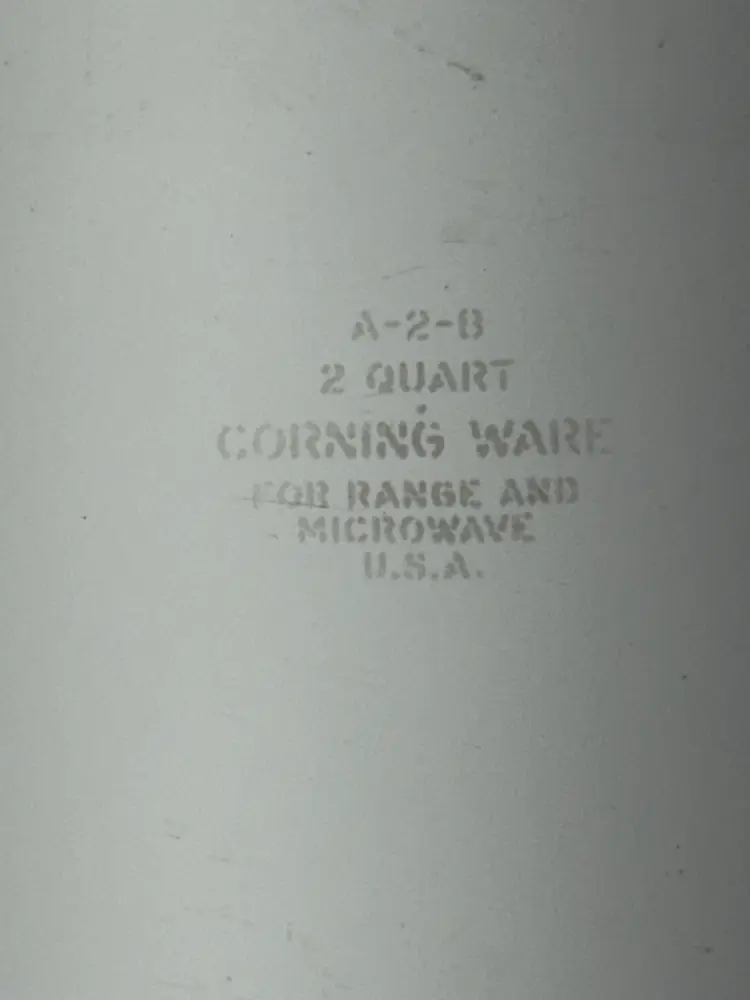 A-2-B
2 QUART
CORNING WARE
FOR RANGE AND
MICROWAVE
U.S.A.